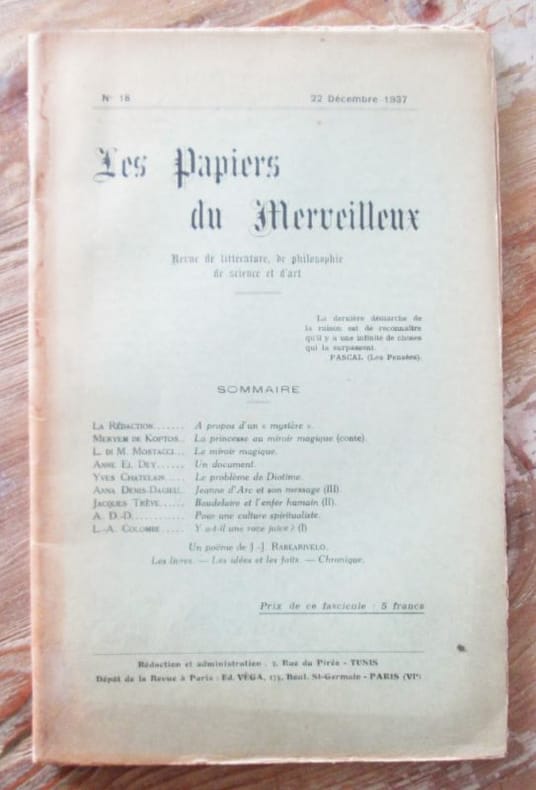 N° 18 22 Décembre 1937
Les Papiers
du Merveilleux
Revue de littérature, de philosophie
de science et d'art
La dernière démarche de
la raison est de reconnaître
qu'il y a une infinité de choses
qui la surpassent.
PASCAL (Les Pensées).
SOMMAIRE
LA RÉDACTION...... A propos d'un « mystère ».
MERYEM DE KOPTOS.. La princesse au miroir magique (conte).
L. DI M. MOSTACCI... Le miroir magique.
ANNE EL DEY...... Un document.
YVES CHATELAIN..... Le problème de Diotime.
ANNA DENIS-DAGIEU.. Jeanne d'Arc et son message (III).
JACQUES TRÈVE...... Baudelaire et l'enfer humain (II).
A. D.-D............ Pour une culture spiritualiste.
L.-A. COLOMBE..... Y a-t-il une race juive ? (I)
Un poème de J.-J. RABEARIVELO.
Les livres. — Les idées et les faits. — Chronique.
Prix de ce fascicule : 5 francs
Rédaction et administration : 7, Rue du Pirée - TUNIS
Dépôt de la Revue à Paris : Ed. VÉGA, 175, Boul. St-Germain - PARIS (VIe)